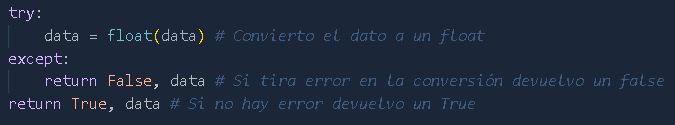 try:
    data = float(data) # Convierto el dato a un float
except:
    return False, data # Si tira error en la conversión devuelvo un false
return True, data # Si no hay error devuelvo un True